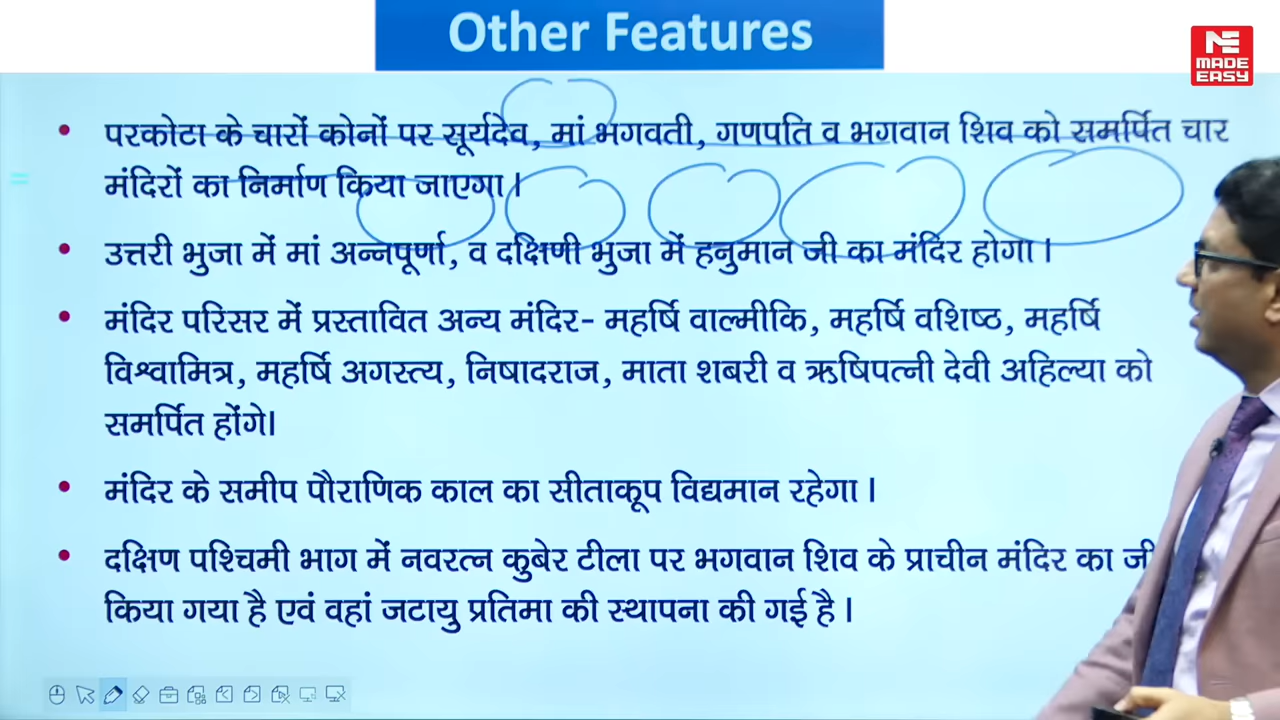 Other Features
MADE
EASY
परकोटा के चारों कोनों पर सूर्यदेव, मां भगवती, गणपति व भगवान शिव को समर्पित चार
मंदिरों का निर्माण किया जाएगा।
उत्तरी भुजा में मां अन्नपूर्णा, व दक्षिणी भुजा में हनुमान जी का मंदिर होगा।
मंदिर परिसर में प्रस्तावित अन्य मंदिर- महर्षि वाल्मीकि, महर्षि वशिष्ठ, महर्षि
विश्वामित्र, महर्षि अगस्त्य, निषादराज, माता शबरी व ऋषिपत्नी देवी अहिल्या को
समर्पित होंगे।
मंदिर के समीप पौराणिक काल का सीताकूप विद्यमान रहेगा।
दक्षिण पश्चिमी भाग में नवरत्न कुबेर टीला पर भगवान शिव के प्राचीन मंदिर का
किया गया है एवं वहां जटायु प्रतिमा की स्थापना की गई है।